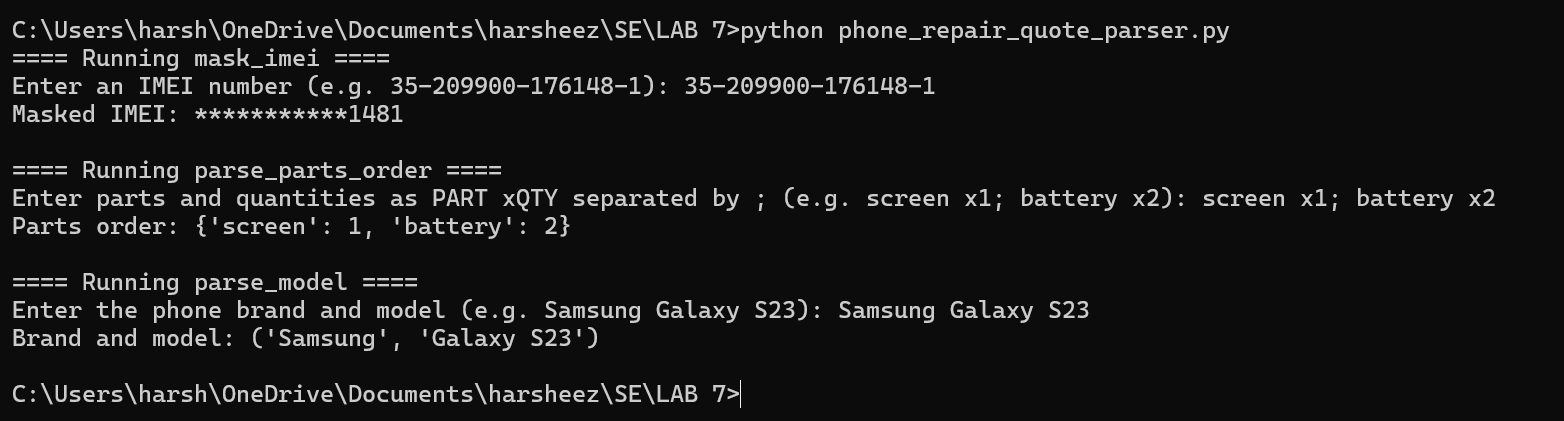 C:\Users\harsh\OneDrive\Documents\harsheez\SE\LAB 7>python phone_repair_quote_parser.py
==== Running mask_imei ====
Enter an IMEI number (e.g. 35-209900-176148-1): 35-209900-176148-1
Masked IMEI: ***********1481
==== Running parse_parts_order ====
Enter parts and quantities as PART xQTY separated by ; (e.g. screen x1; battery x2): screen x1; battery x2
Parts order: {'screen': 1, 'battery': 2}
==== Running parse_model ====
Enter the phone brand and model (e.g. Samsung Galaxy S23): Samsung Galaxy S23
Brand and model: ('Samsung', 'Galaxy S23')
C:\Users\harsh\OneDrive\Documents\harsheez\SE\LAB 7>